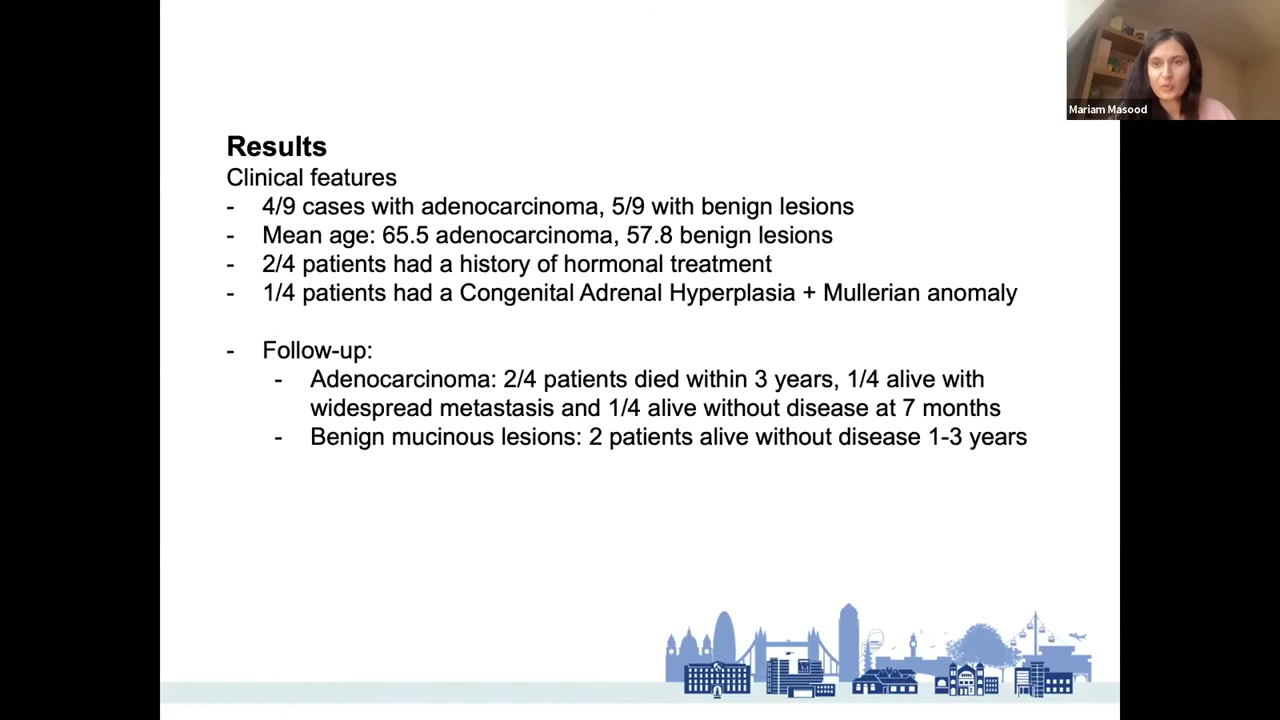 Mariam Masood
Results
Clinical features
- 4/9 cases with adenocarcinoma, 5/9 with benign lesions
- Mean age: 65.5 adenocarcinoma, 57.8 benign lesions
- 2/4 patients had a history of hormonal treatment
- 1/4 patients had a Congenital Adrenal Hyperplasia + Mullerian anomaly
- Follow-up:
- Adenocarcinoma: 2/4 patients died within 3 years, 1/4 alive with
widespread metastasis and 1/4 alive without disease at 7 months
- Benign mucinous lesions: 2 patients alive without disease 1-3 years